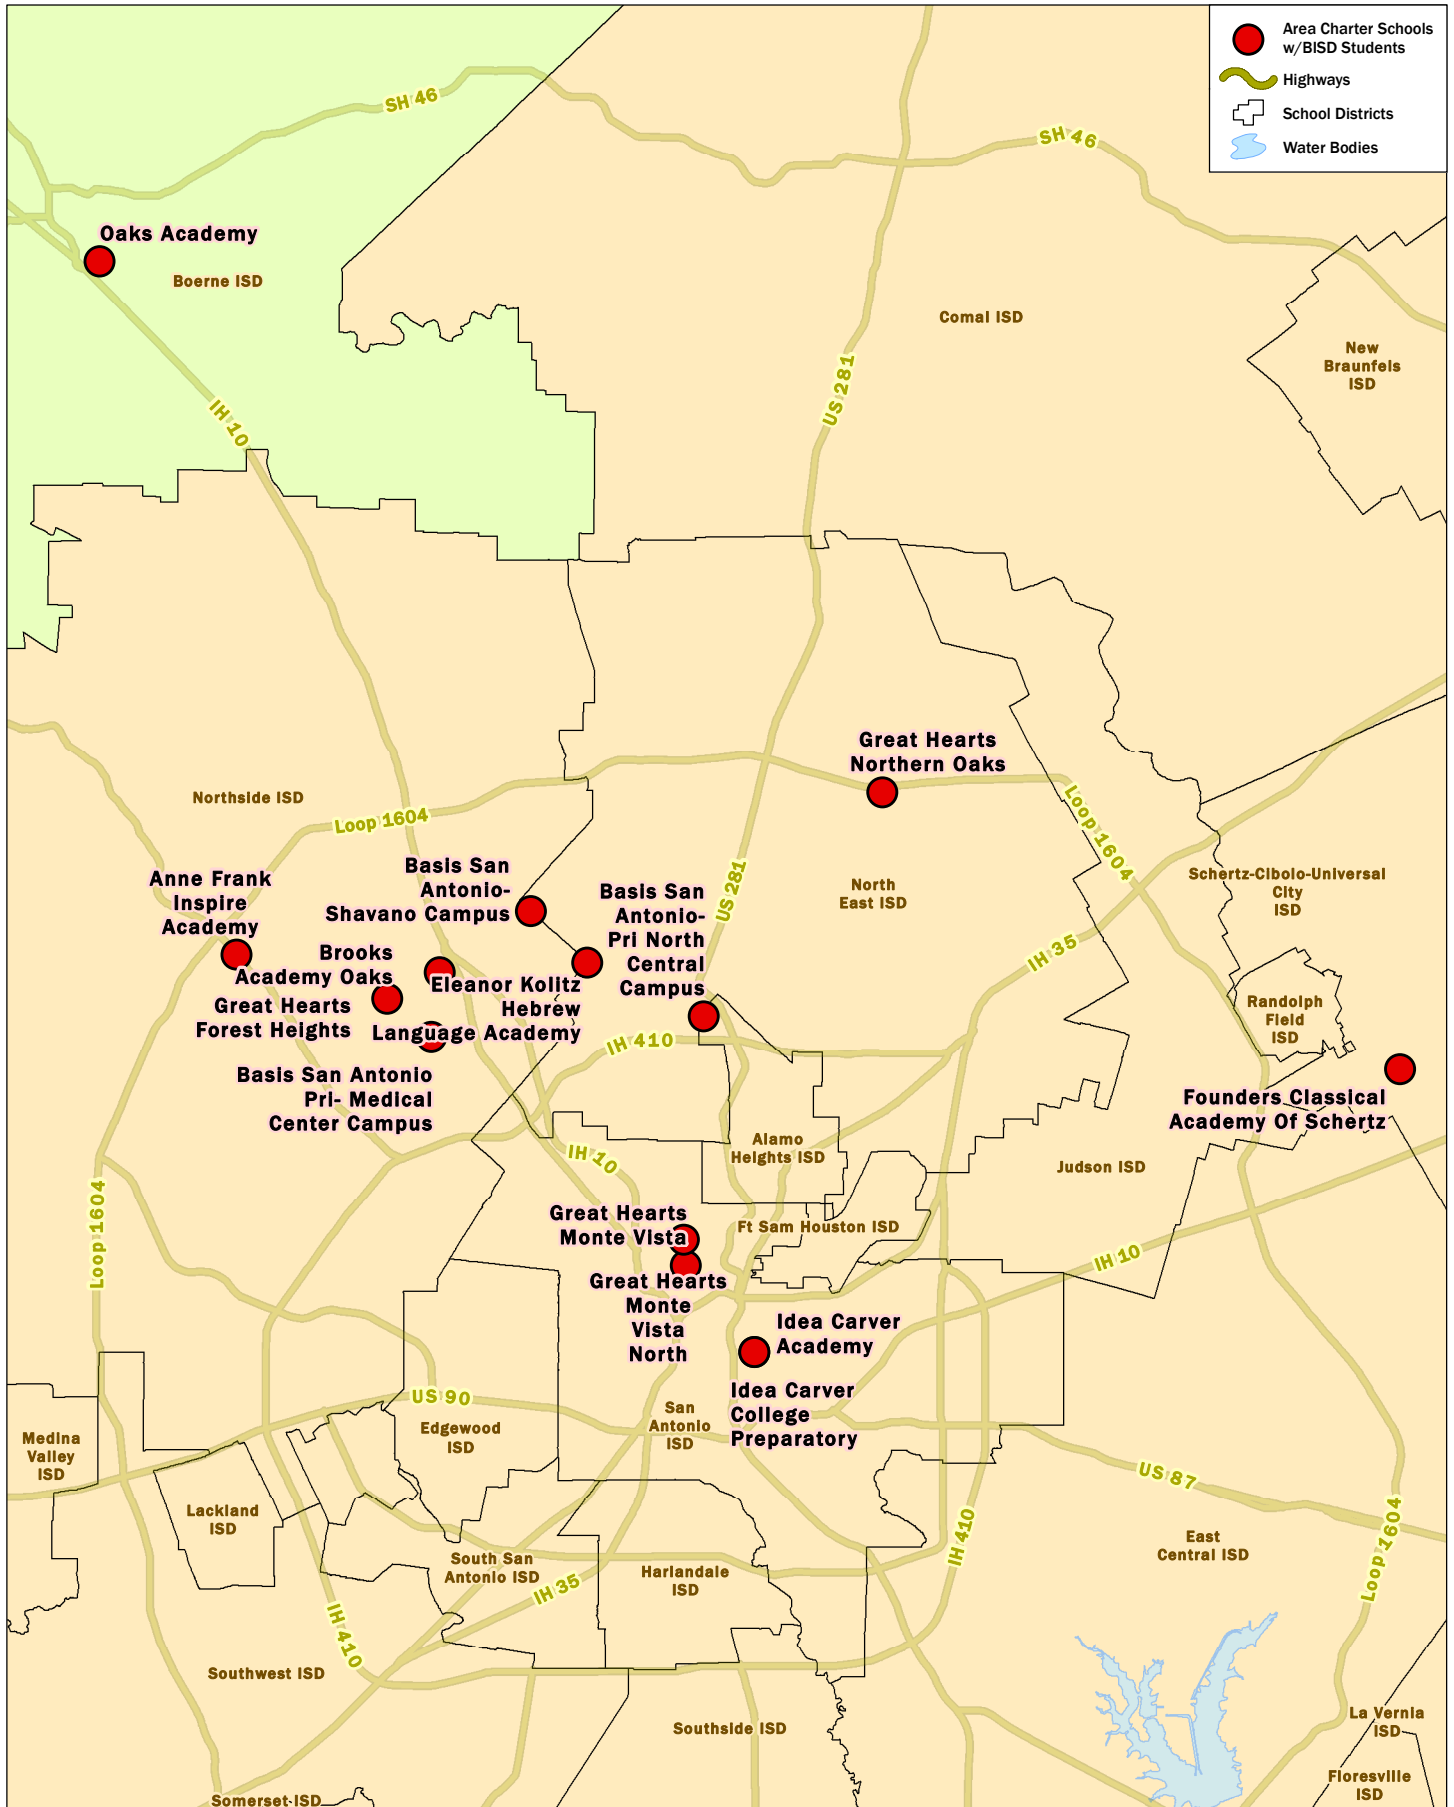 Area Charter Schools
w/BISD Students
Highways
School Districts
Water Bodies
SH 46
SH 46
Oaks Academy
Boerne ISD
Comal ISD
New
Braunfels
ISD
US 281
IH 10
Great Hearts
Northern Oaks
Northside ISD
Loop 1604
Loop 1604
Basis San
Antonio-
Shavano Campus
Anne Frank
Inspire
Academy
Basis San
Antonio-
Pri North
Central
Campus
US 281
North
East ISD
Schertz-Cibolo-Universal
City
ISD
Brooks
Academy Oaks
Eleanor Kolitz
Hebrew
Language Academy
Great Hearts
Forest Heights
IH 35
Randolph
Field
ISD
IH 410
Basis San Antonio
Pri- Medical
Center Campus
Founders Classical
Academy Of Schertz
Alamo
Heights ISD
Judson ISD
IH 10
Loop 1604
Great Hearts
Monte Vista
Ft Sam Houston ISD
IH 10
Great Hearts
Monte
Vista
North
Idea Carver
Academy
Idea Carver
College
Preparatory
US 90
San
Antonio
ISD
Edgewood
ISD
Medina
Valley
ISD
US 87
Lackland
ISD
IH 410
East
Central ISD
Loop 1604
South San
Antonio ISD
IH 35
Harlandale
ISD
IH 410
Southwest ISD
Southside ISD
La Vernia
ISD
Floresville
ISD
Somerset ISD